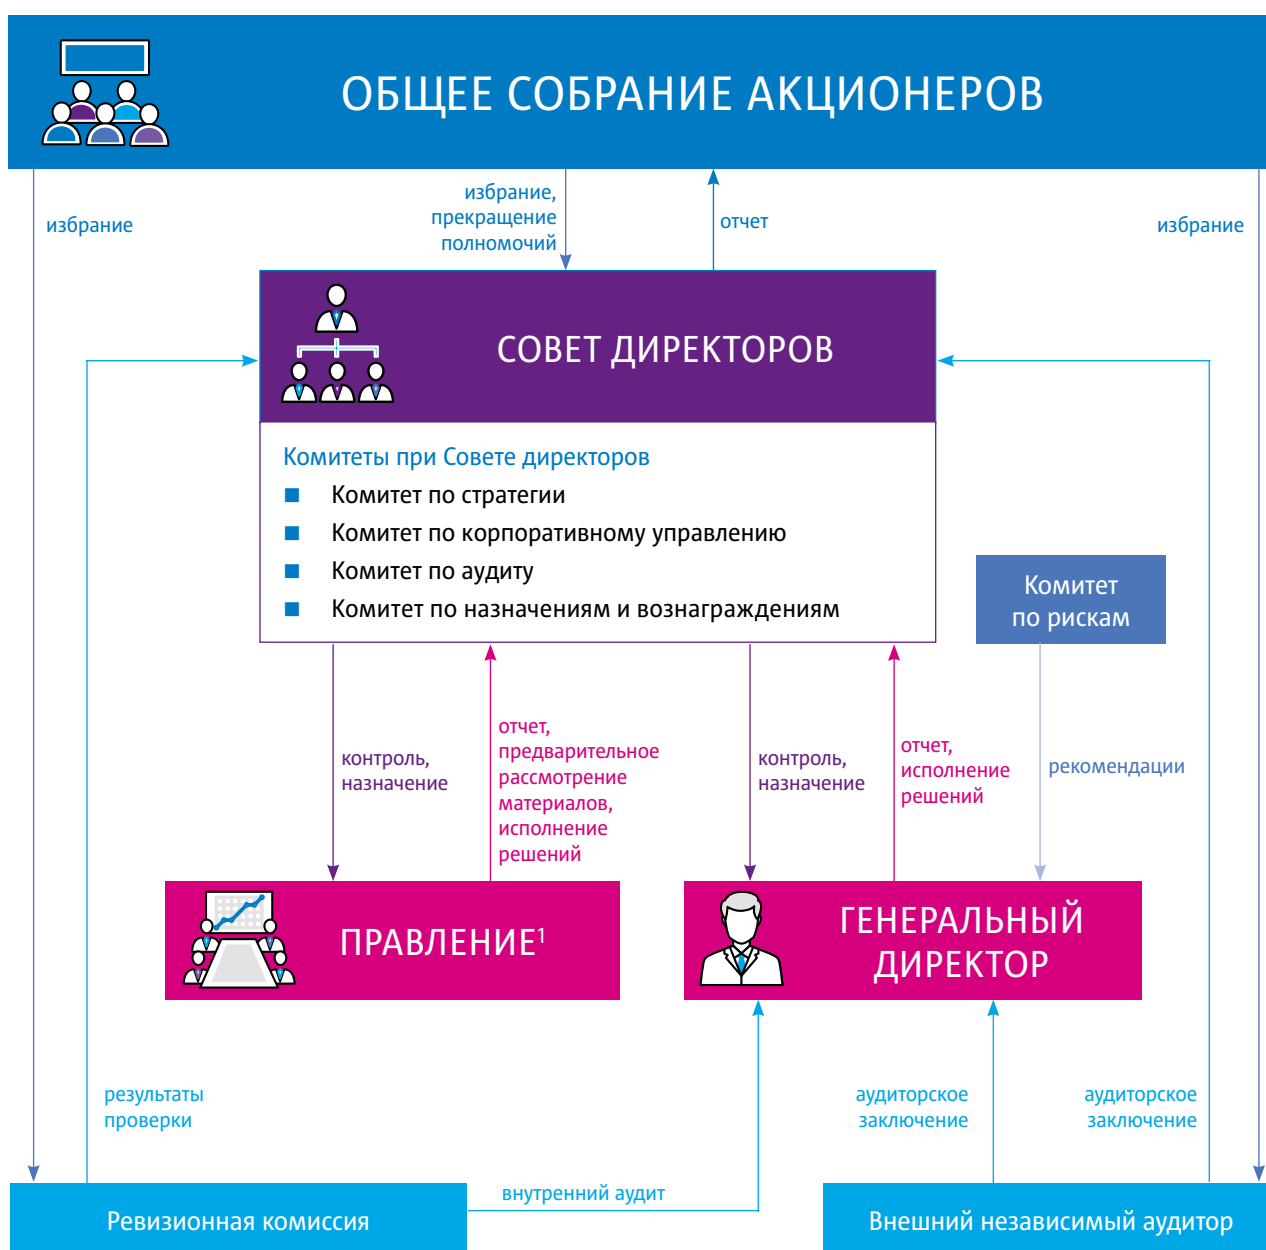 ОБЩЕЕ СОБРАНИЕ АКЦИОНЕРОВ
избрание
избрание,
прекращение
полномочий
отчет
избрание
СОВЕТ ДИРЕКТОРОВ
Комитеты при Совете директоров
Комитет по стратегии
Комитет по корпоративному управлению
Комитет по аудиту
Комитет по назначениям и вознаграждениям
Комитет
по рискам
контроль,
назначение
отчет,
предварительное
рассмотрение
материалов,
исполнение
решений
контроль,
назначение
отчет,
исполнение
решений
рекомендации
ПРАВЛЕНИЕ¹
ГЕНЕРАЛЬНЫЙ
ДИРЕКТОР
результаты
проверки
аудиторское
заключение
аудиторское
заключение
внутренний аудит
Ревизионная комиссия
Внешний независимый аудитор